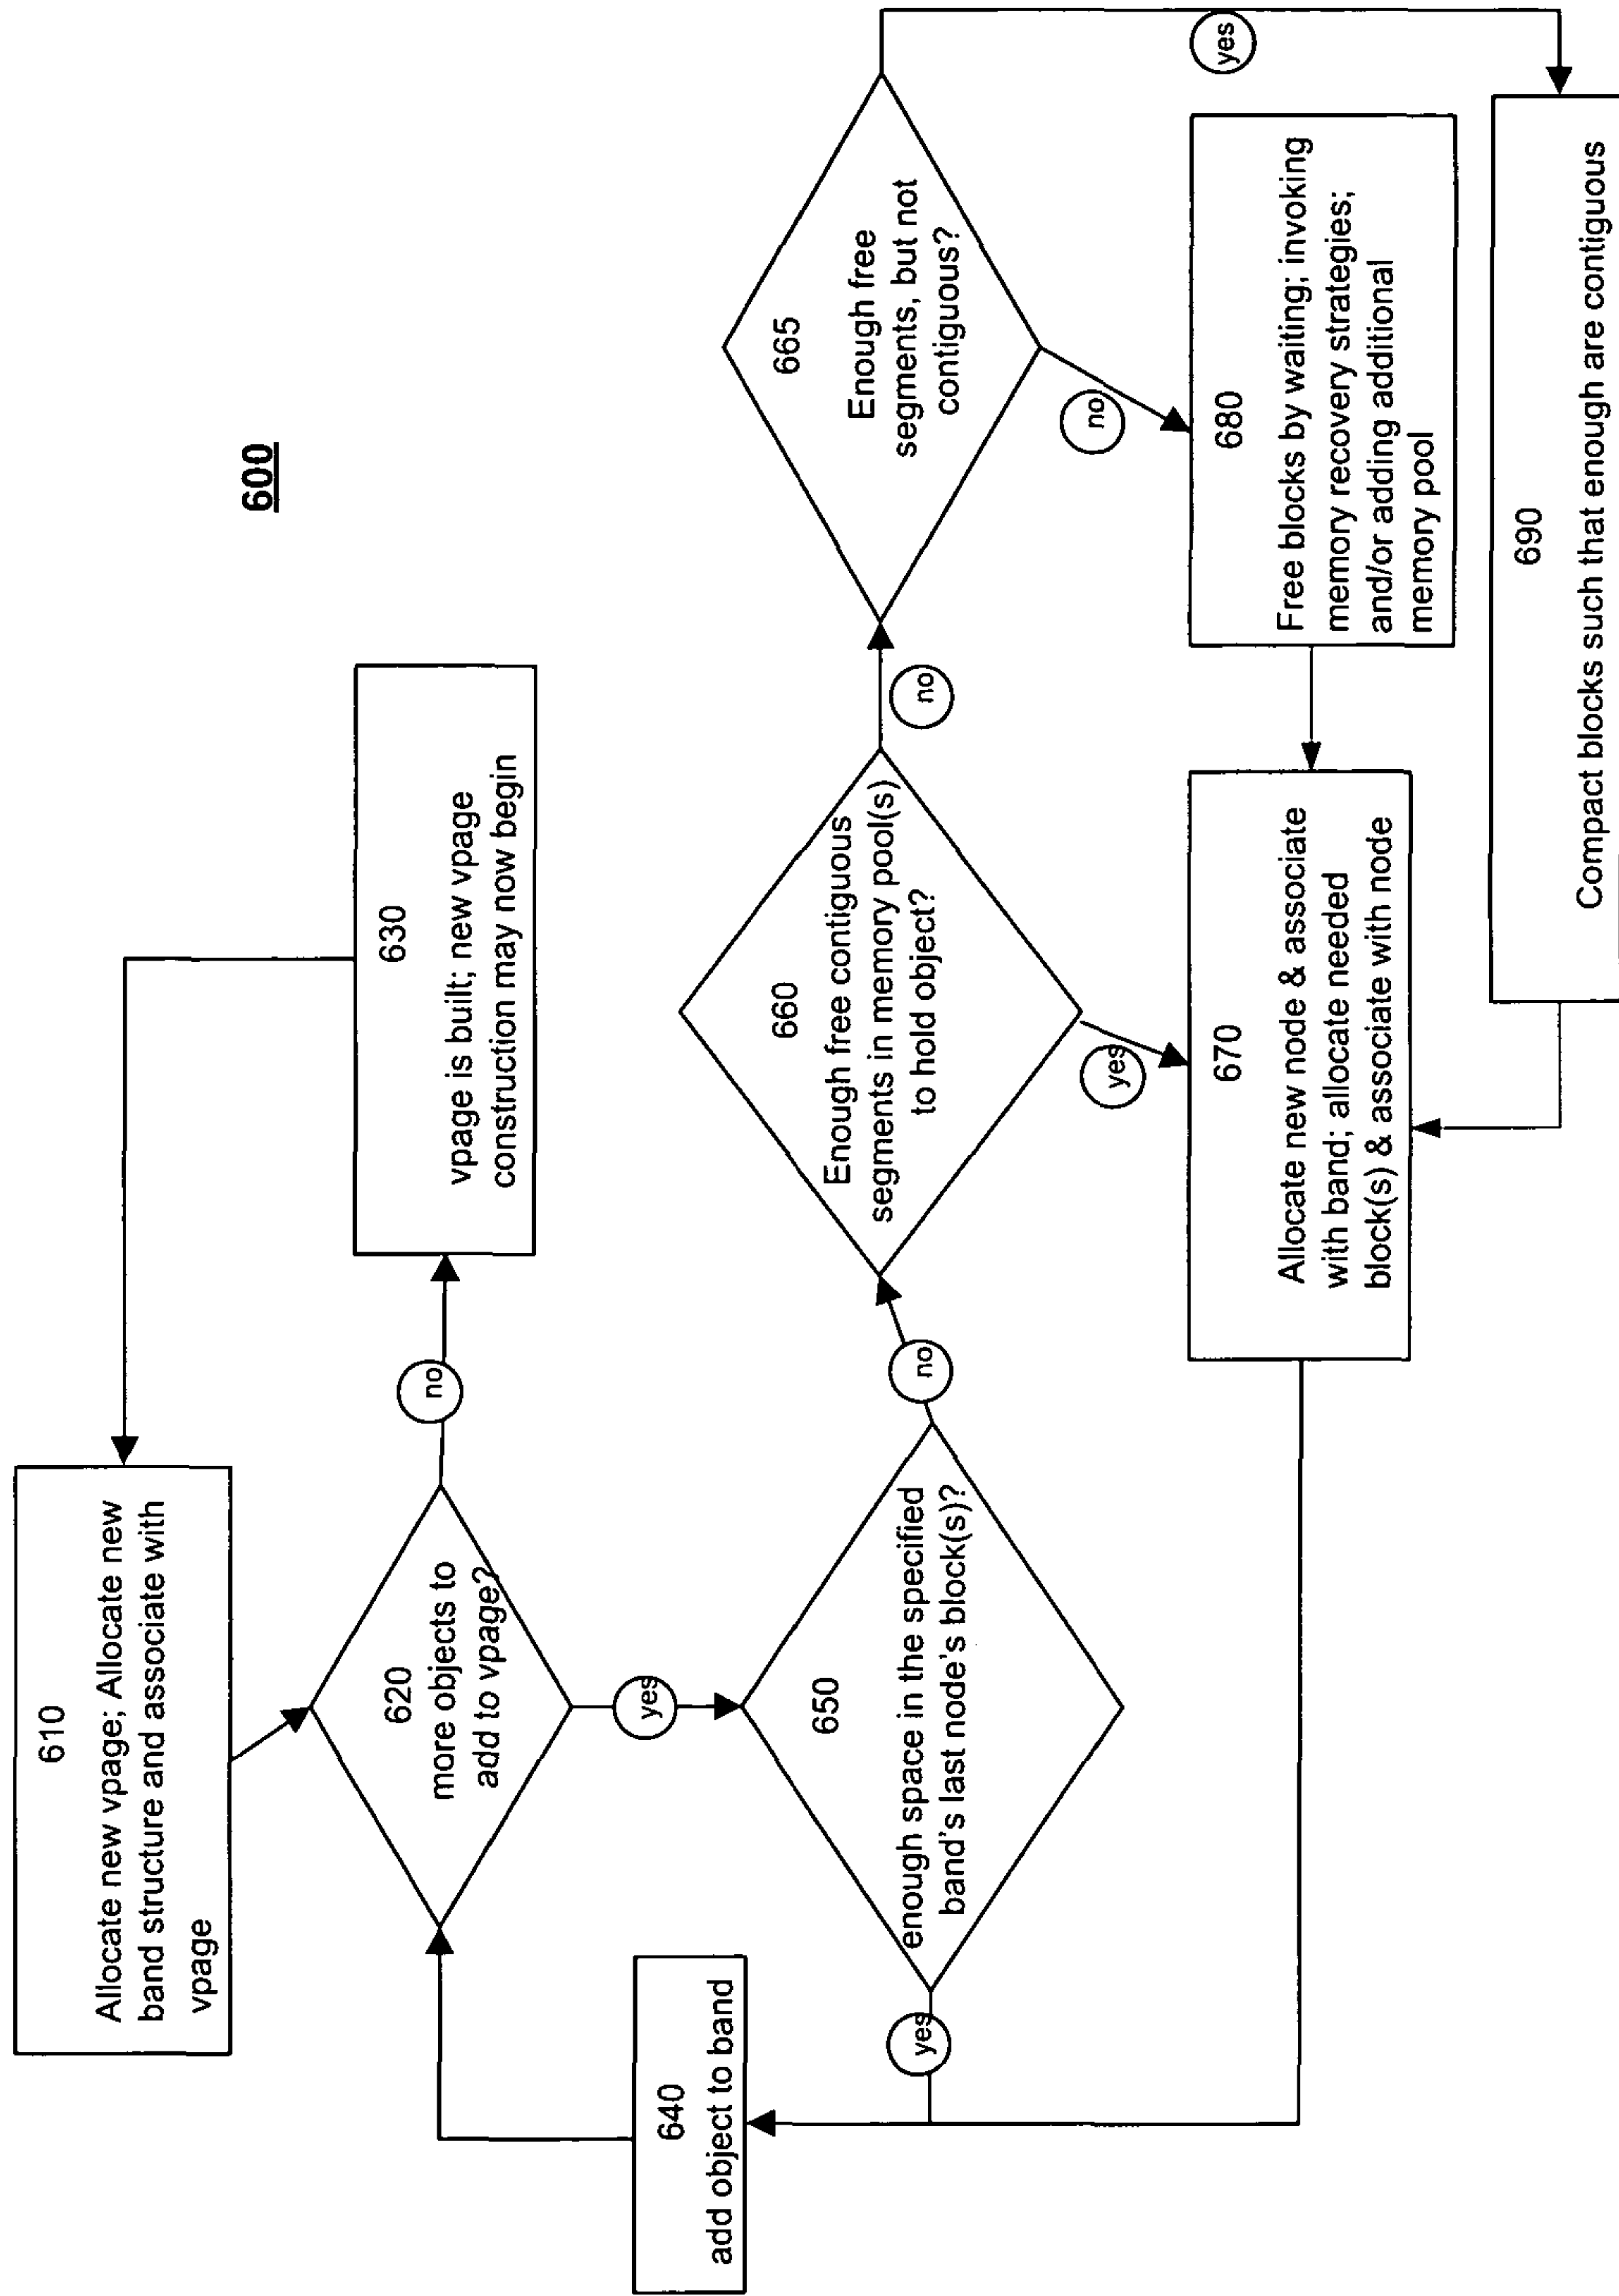 600
610
Allocate new vpage; Allocate new
band structure and associate with
vpage
620
more objects to
add to vpage?
no
yes
630
vpage is built; new vpage
construction may now begin
640
add object to band
650
enough space in the specified
band's last node's block(s)?
yes
no
660
Enough free contiguous
segments in memory pool(s)
to hold object?
yes
no
665
Enough free
segments, but not
contiguous?
no
yes
670
Allocate new node & associate
with band; allocate needed
block(s) & associate with node
680
Free blocks by waiting; invoking
memory recovery strategies;
and/or adding additional
memory pool
690
Compact blocks such that enough are contiguous